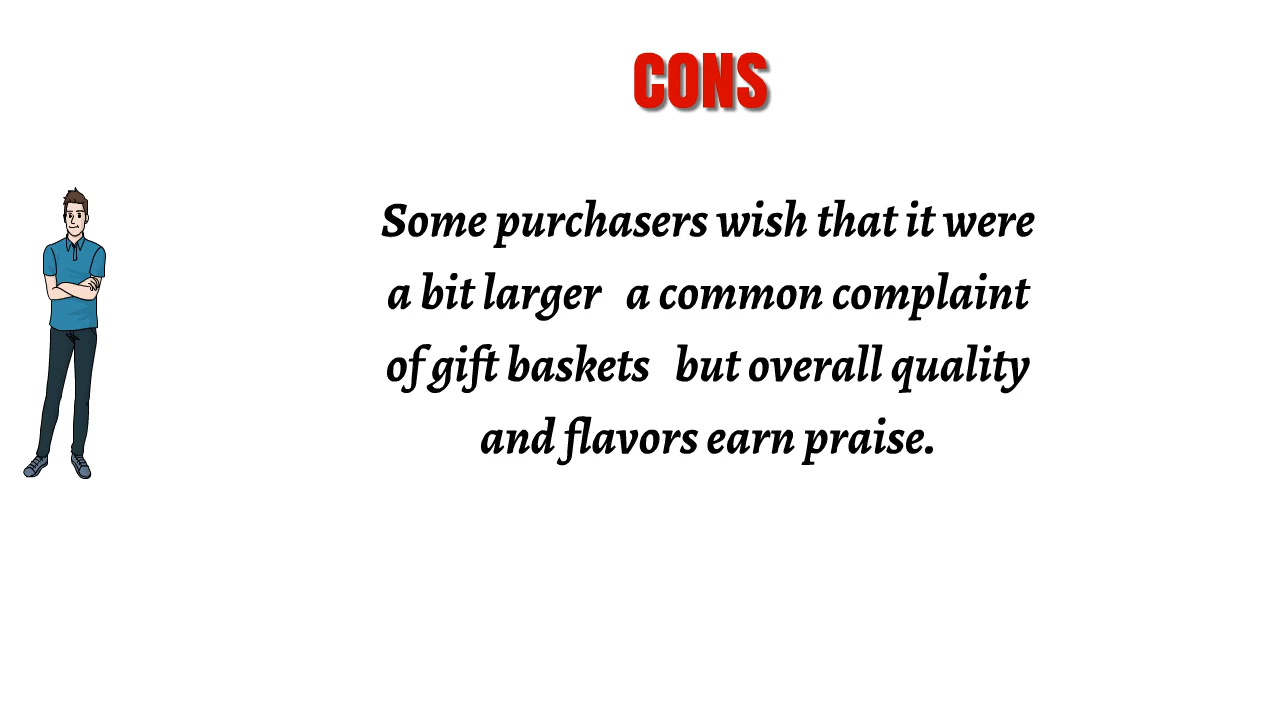 CONS
Some purchasers wish that it were
a bit larger   a common complaint
of gift baskets   but overall quality
and flavors earn praise.